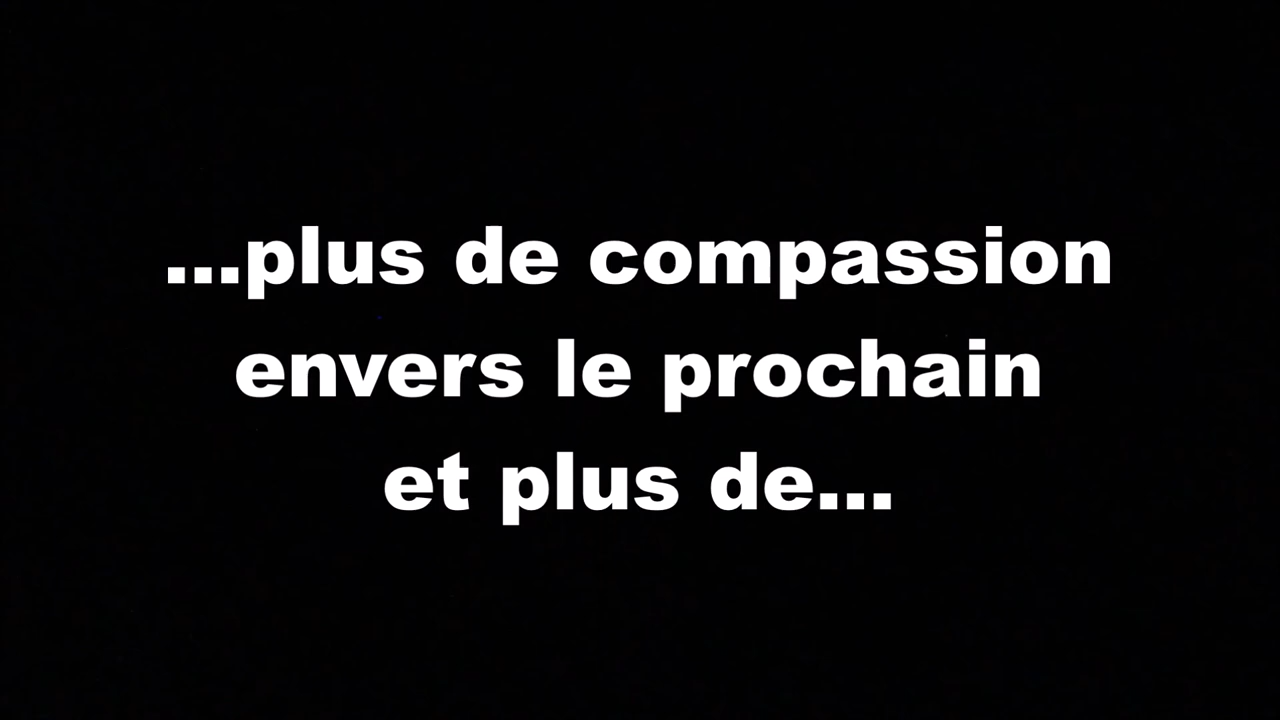 ...plus de compassion
envers le prochain
et plus de...